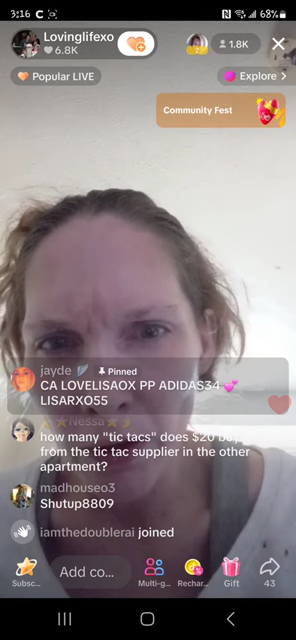 3:16
68%
Lovinglifexo
6.8K
1.8K
Popular LIVE
Explore
Community Fest
jayde Pinned
CA LOVELISAOX PP ADIDAS34
LISARXO55
Nessa
how many "tic tacs" does $20 buy
from the tic tac supplier in the other
apartment?
madhouseo3
Shutup8809
iamthedoublerai joined
Subsc...
Add co...
Multi-g...
Rechar...
Gift
43